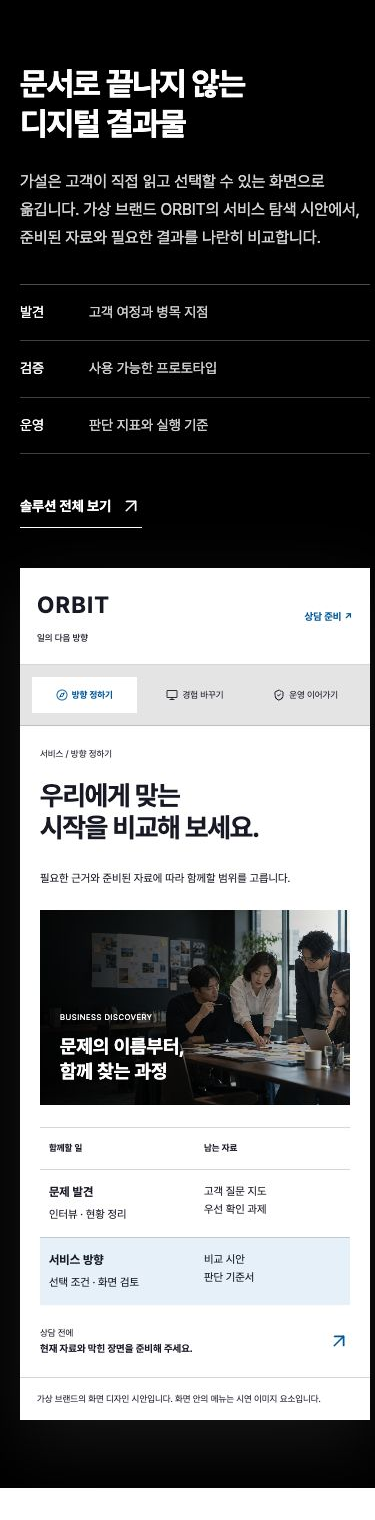 문서로 끝나지 않는
디지털 결과물
가설은 고객이 직접 읽고 선택할 수 있는 화면으로
옮깁니다. 가상 브랜드 ORBIT의 서비스 탐색 시안에서,
준비된 자료와 필요한 결과를 나란히 비교합니다.
발견 고객 여정과 병목 지점
검증 사용 가능한 프로토타입
운영 판단 지표와 실행 기준
솔루션 전체 보기
ORBIT
상담 준비
일의 다음 방향
방향 정하기 경험 바꾸기 운영 이어가기
서비스 / 방향 정하기
우리에게 맞는
시작을 비교해 보세요.
필요한 근거와 준비된 자료에 따라 함께할 범위를 고릅니다.
BUSINESS DISCOVERY
문제의 이름부터,
함께 찾는 과정
함께할 일 남는 자료
문제 발견 고객 질문 지도
인터뷰 · 현황 정리 우선 확인 과제
서비스 방향 비교 시안
선택 조건 · 화면 검토 판단 기준서
상담 전에
현재 자료와 막힌 장면을 준비해 주세요.
가상 브랜드의 화면 디자인 시안입니다. 화면 안의 메뉴는 시연 이미지 요소입니다.